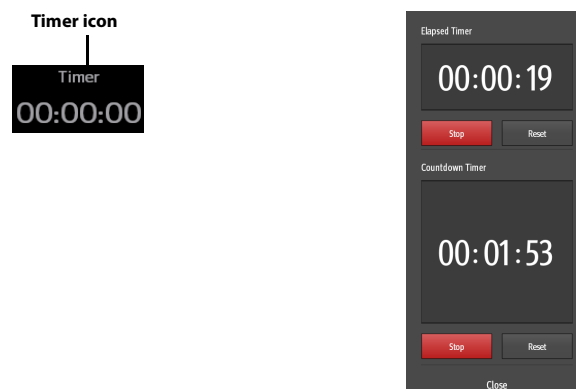 Timer icon
Timer
00:00:00
Elapsed Timer
00:00:19
Stop Reset
Countdown Timer
00:01:53
Stop Reset
Close